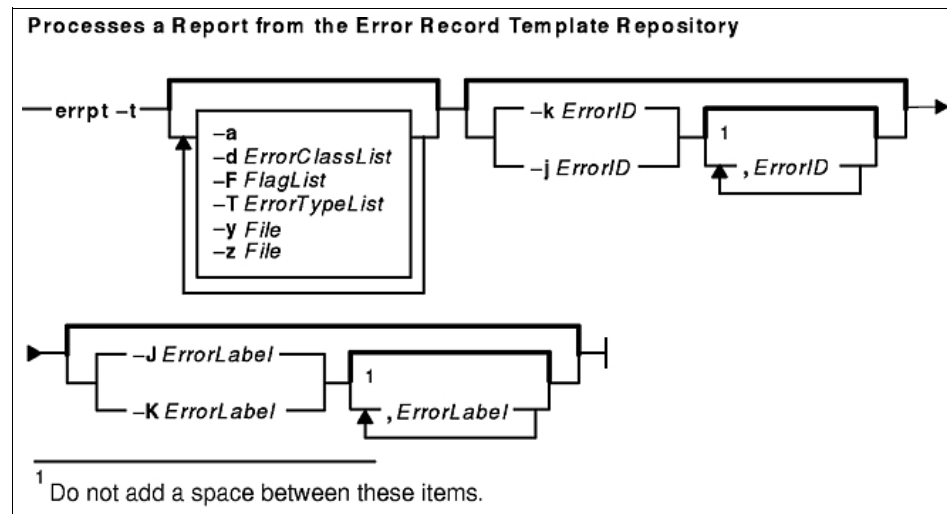 Processes a Report from the Error Record Template Repository
errpt -t
-a
-d ErrorClassList
-F FlagList
-T ErrorTypeList
-y File
-z File
-k ErrorID
-j ErrorID
1
, ErrorID
-J ErrorLabel
-K ErrorLabel
1
, ErrorLabel
1 Do not add a space between these items.